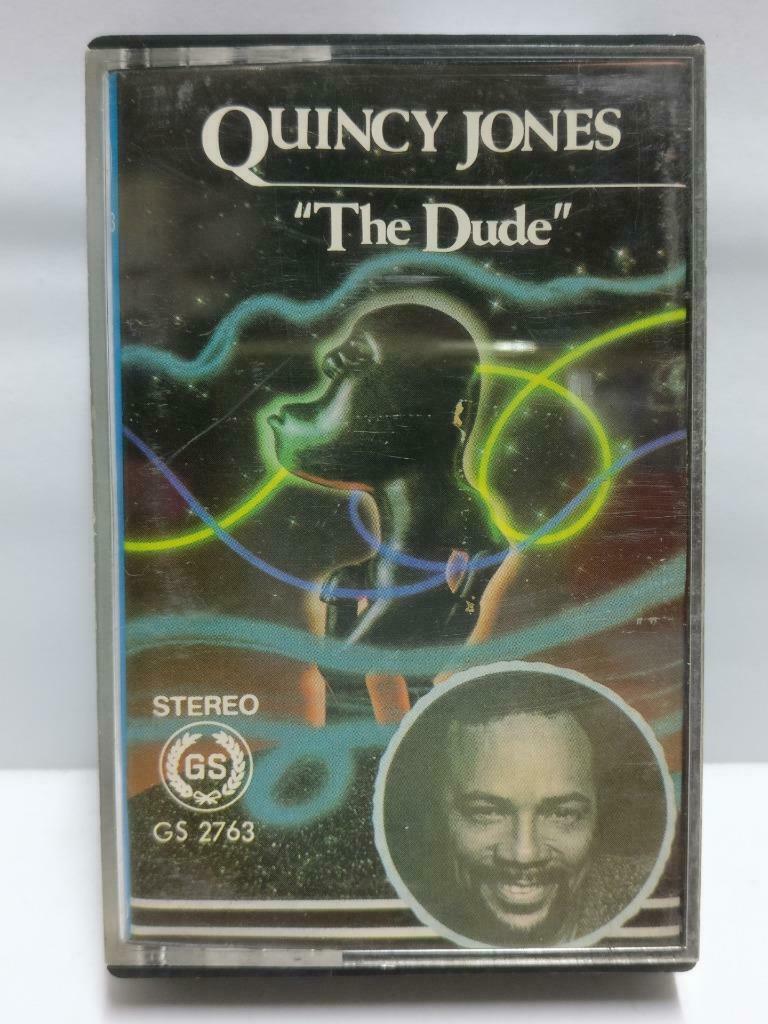 QUINCY JONES
"The Dude"
STEREO
GS
GS 2763